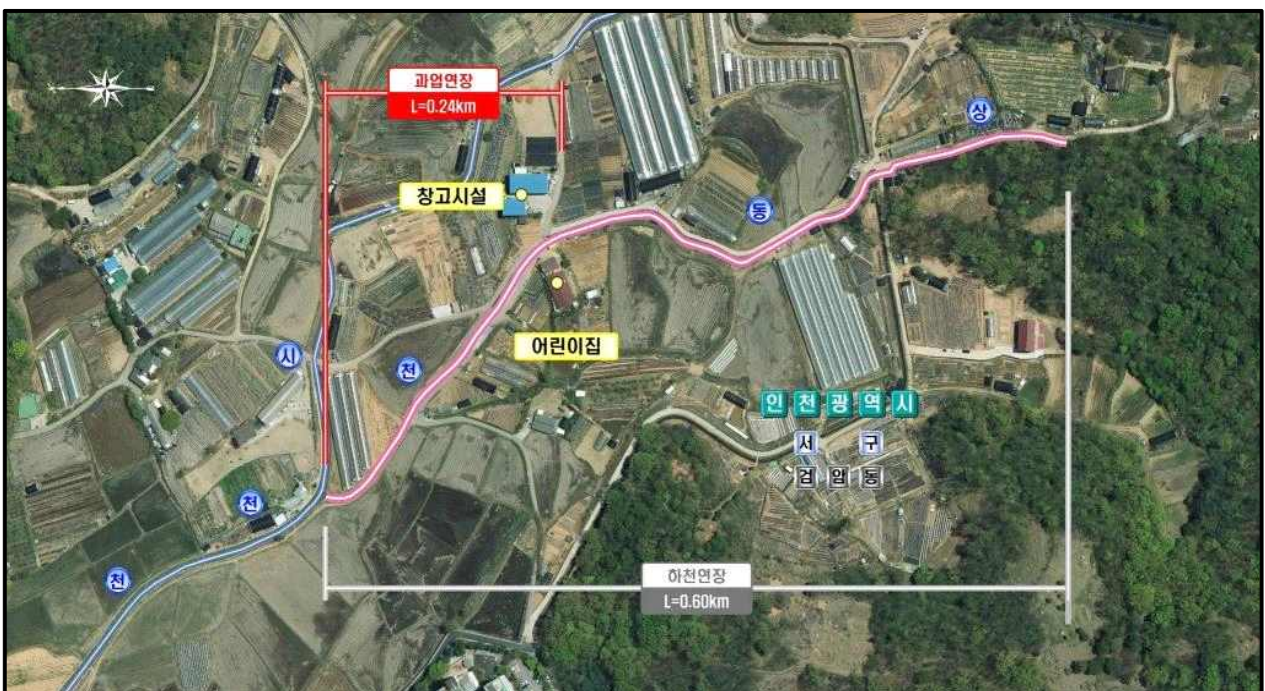 과업연장
L=0.24km
상
창고시설
동
어린이집
시
천
인천광역시
서구
검암동
천
천
하천연장
L=0.60km